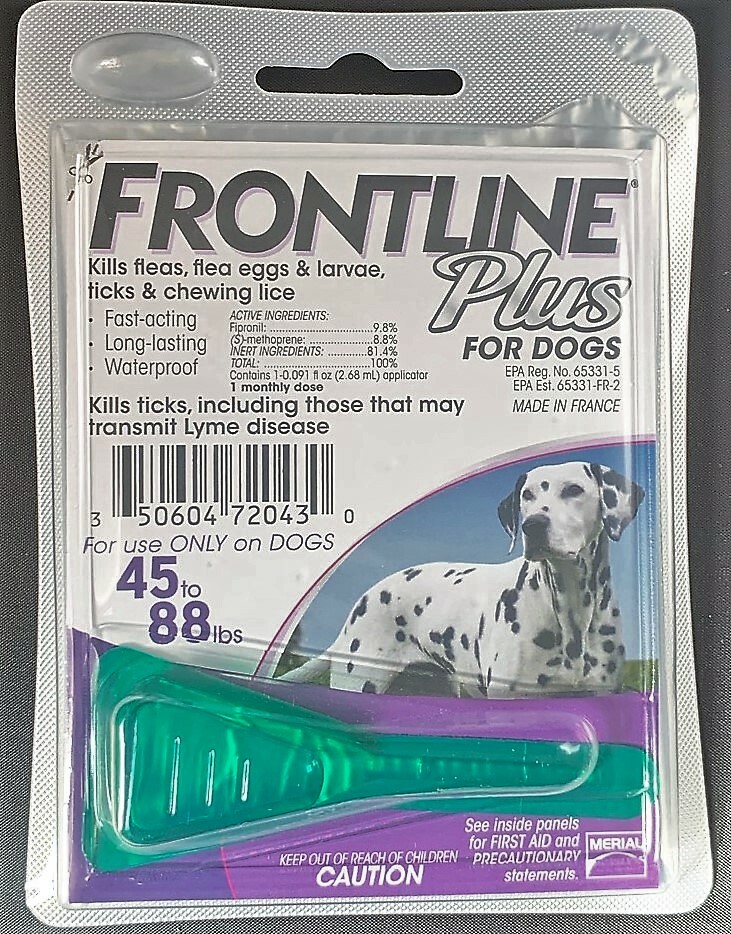 FRONTLINE®
Plus
FOR DOGS
Kills fleas, flea eggs & larvae,
ticks & chewing lice
· Fast-acting
· Long-lasting
· Waterproof
ACTIVE INGREDIENTS:
Fipronil: ........................... 9.8%
(S)-methoprene: ................. 8.8%
INERT INGREDIENTS: ............81.4%
TOTAL: ............................100%
Contains 1-0.091 fl oz (2.68 mL) applicator
1 monthly dose
EPA Reg. No. 65331-5
EPA Est. 65331-FR-2
MADE IN FRANCE
Kills ticks, including those that may
transmit Lyme disease
3 50604 72043 0
For use ONLY on DOGS
45 to
88 lbs
See inside panels
for FIRST AID and
PRECAUTIONARY
statements.
MERIAL
KEEP OUT OF REACH OF CHILDREN
CAUTION